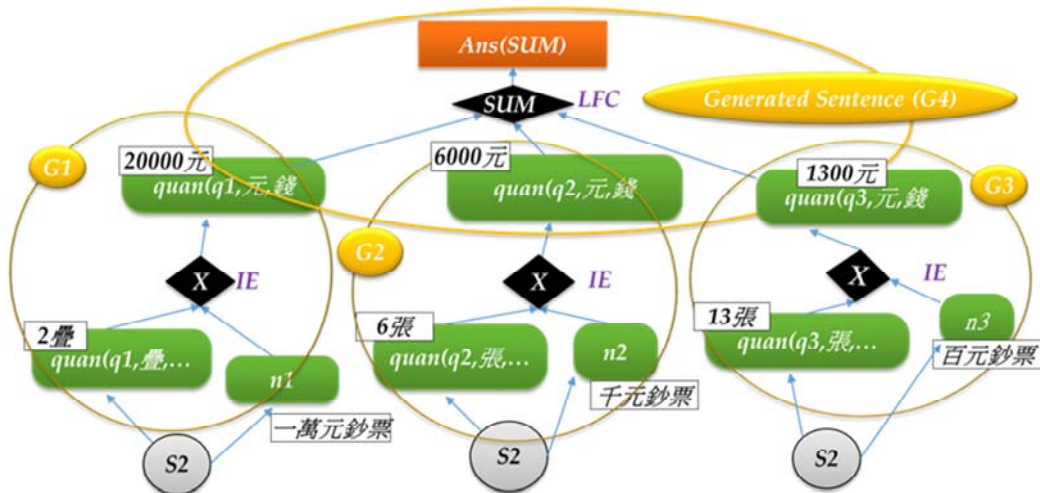 Ans(SUM)
SUM
LFC
Generated Sentence (G4)
G1
20000元
quan(q1,元,錢
6000元
quan(q2,元,錢
1300元
quan(q3,元,錢
G3
G2
X
IE
X
IE
X
IE
2疊
quan(q1,疊,...
n1
一萬元鈔票
6張
quan(q2,張,...
n2
千元鈔票
13張
quan(q3,張,...
n3
百元鈔票
S2
S2
S2